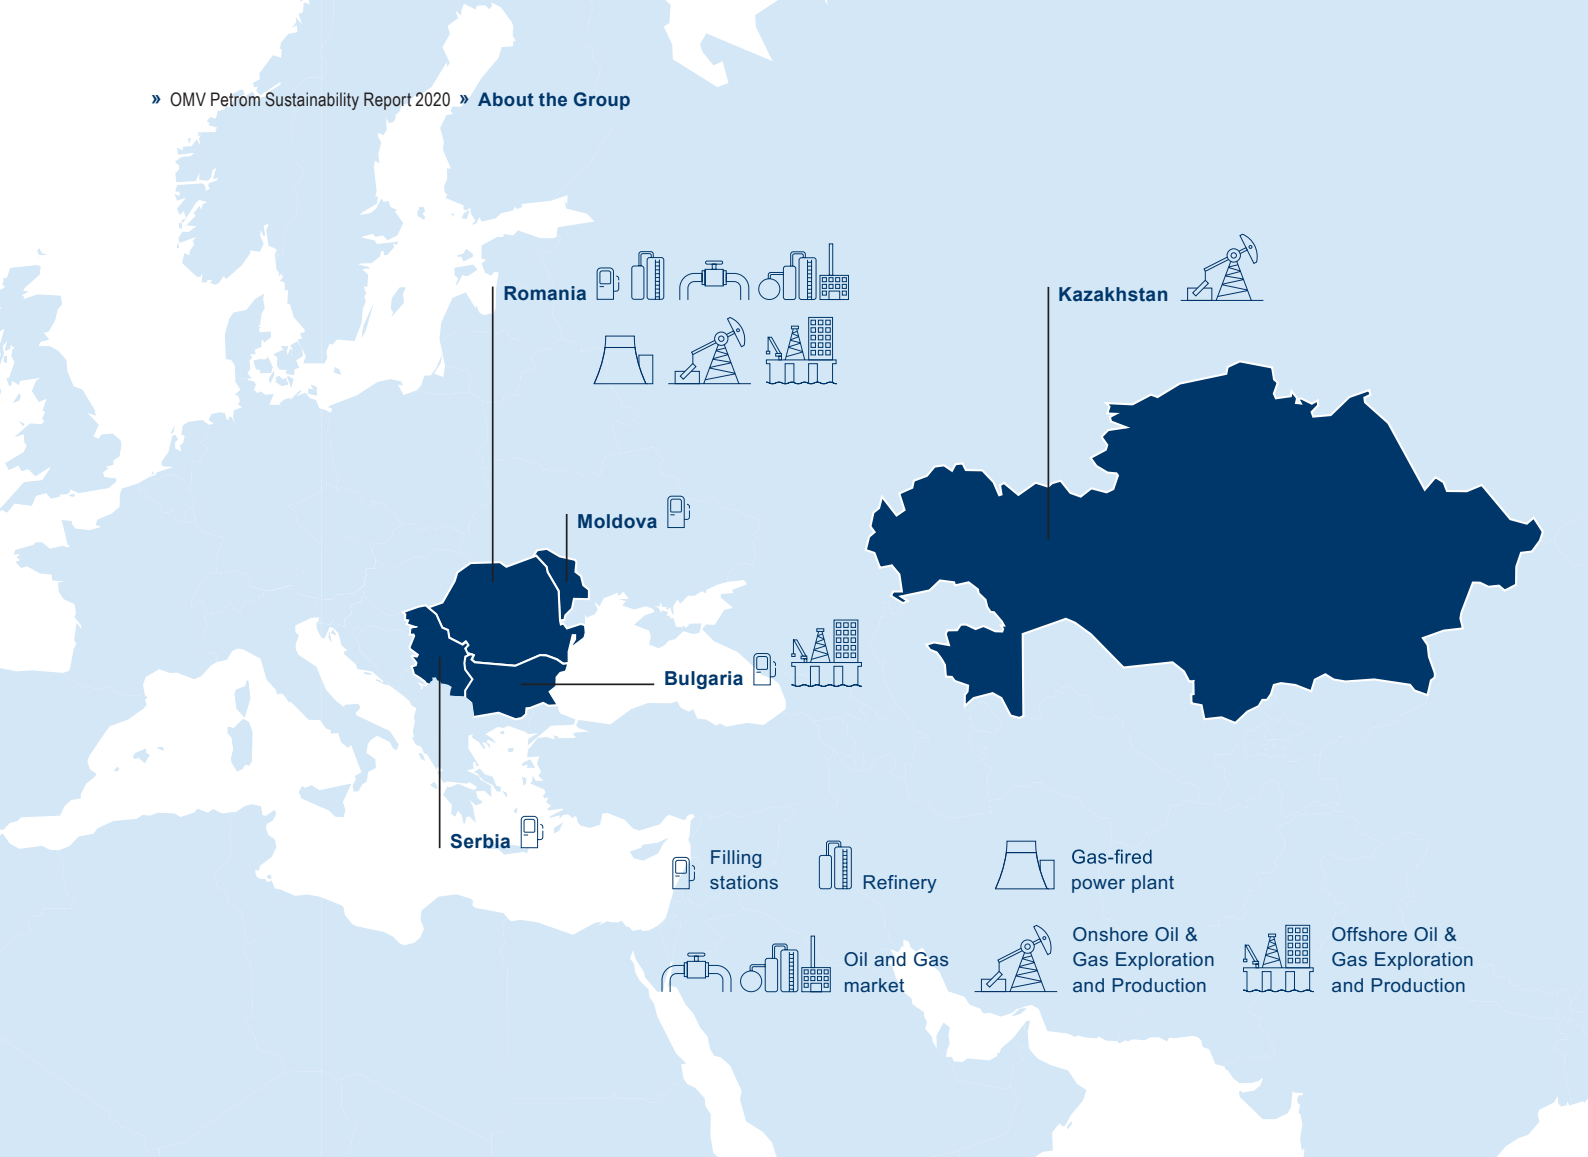 » OMV Petrom Sustainability Report 2020 » About the Group
Romania
Kazakhstan
Moldova
Bulgaria
Serbia
Filling
stations
Refinery
Gas-fired
power plant
Oil and Gas
market
Onshore Oil &
Gas Exploration
and Production
Offshore Oil &
Gas Exploration
and Production